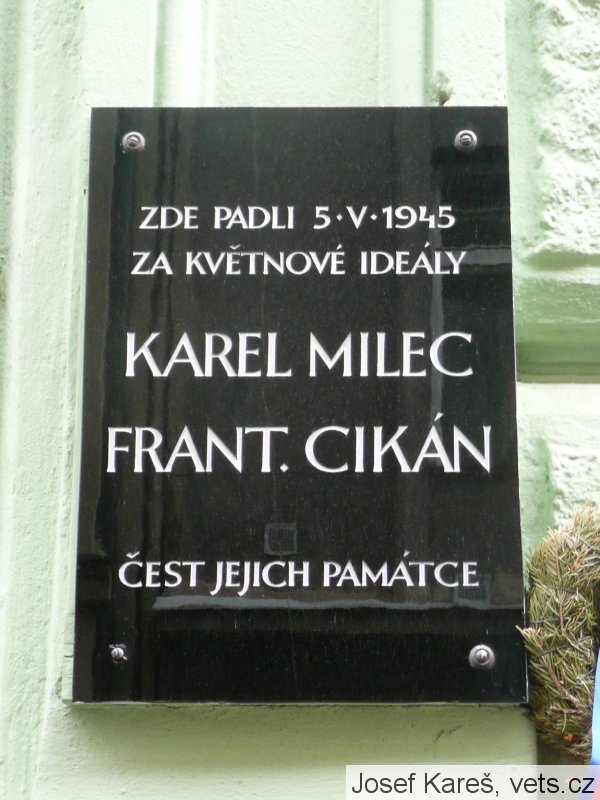 ZDE PADLI 5·V·1945
ZA KVĚTNOVÉ IDEÁLY
KAREL MILEC
FRANT. CIKÁN
ČEST JEJICH PAMÁTCE
Josef Kareš, vets.cz